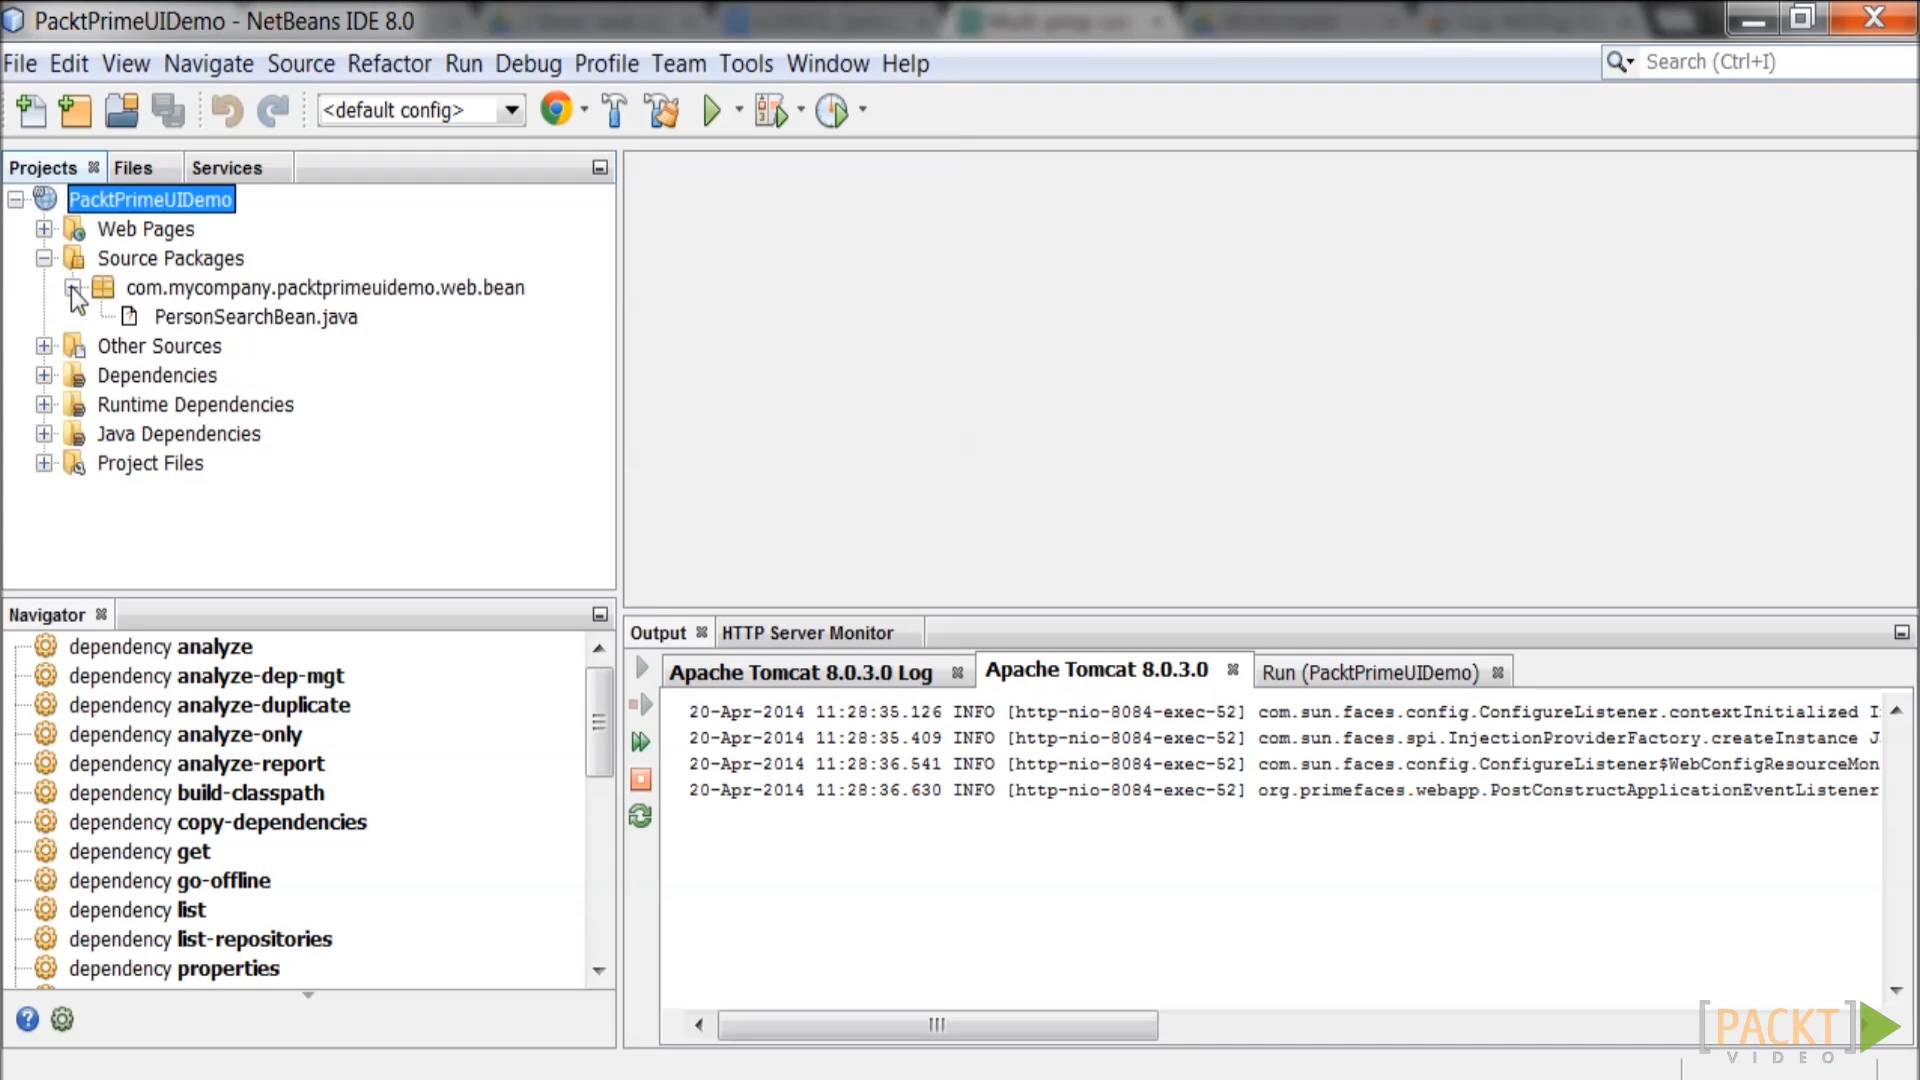 PacktPrimeUIDemo - NetBeans IDE 8.0
File Edit View Navigate Source Refactor Run Debug Profile Team Tools Window Help
Search (Ctrl+I)
<default config>
Projects Files Services
PacktPrimeUIDemo
Web Pages
Source Packages
com.mycompany.packtprimeuidemo.web.bean
PersonSearchBean.java
Other Sources
Dependencies
Runtime Dependencies
Java Dependencies
Project Files
Navigator
dependency analyze
dependency analyze-dep-mgt
dependency analyze-duplicate
dependency analyze-only
dependency analyze-report
dependency build-classpath
dependency copy-dependencies
dependency get
dependency go-offline
dependency list
dependency list-repositories
dependency properties
Output HTTP Server Monitor
Apache Tomcat 8.0.3.0 Log Apache Tomcat 8.0.3.0 Run (PacktPrimeUIDemo)
20-Apr-2014 11:28:35.126 INFO [http-nio-8084-exec-52] com.sun.faces.config.ConfigureListener.contextInitialized
20-Apr-2014 11:28:35.409 INFO [http-nio-8084-exec-52] com.sun.faces.spi.InjectionProviderFactory.createInstance J
20-Apr-2014 11:28:36.541 INFO [http-nio-8084-exec-52] com.sun.faces.config.ConfigureListener$WebConfigResourceMon
20-Apr-2014 11:28:36.630 INFO [http-nio-8084-exec-52] org.primefaces.webapp.PostConstructApplicationEventListener
[PACKT]
VIDEO